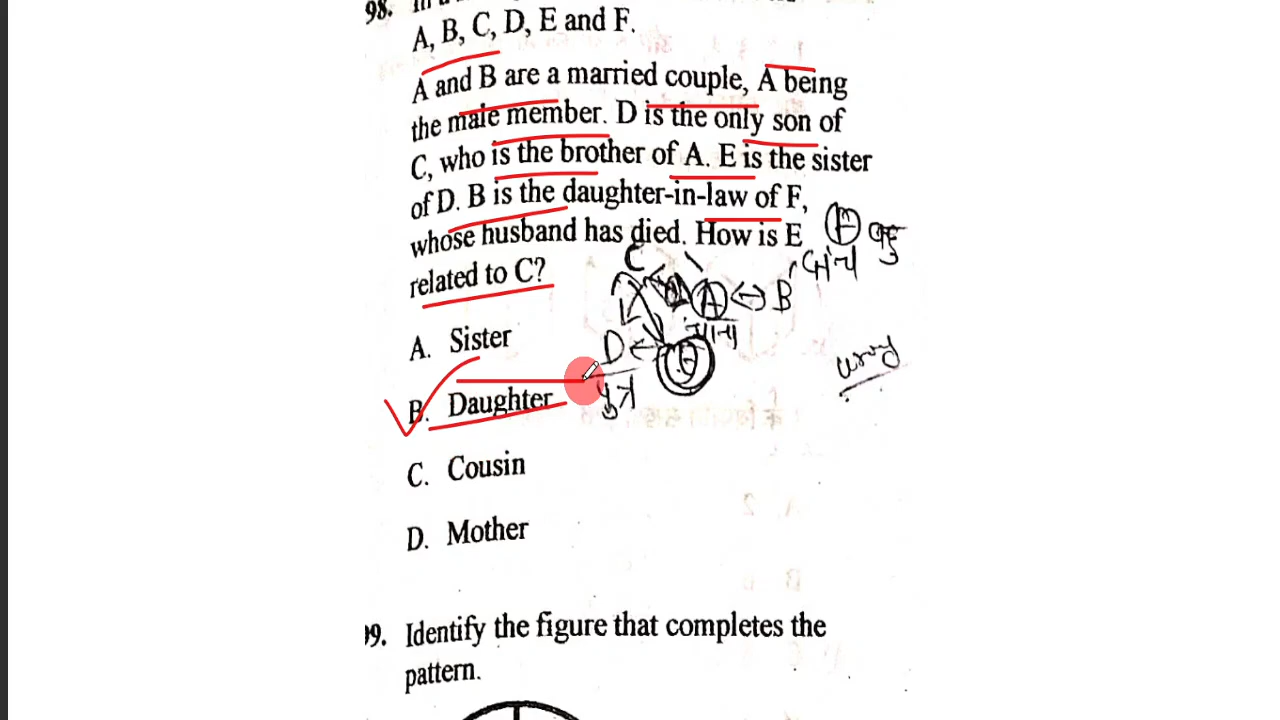 98.
A, B, C, D, E and F.
A and B are a married couple, A being
the male member. D is the only son of
C, who is the brother of A. E is the sister
of D. B is the daughter-in-law of F,
whose husband has died. How is E
related to C?
C
A ↔ B
D
A. Sister
B. Daughter
C. Cousin
D. Mother
99. Identify the figure that completes the
pattern.